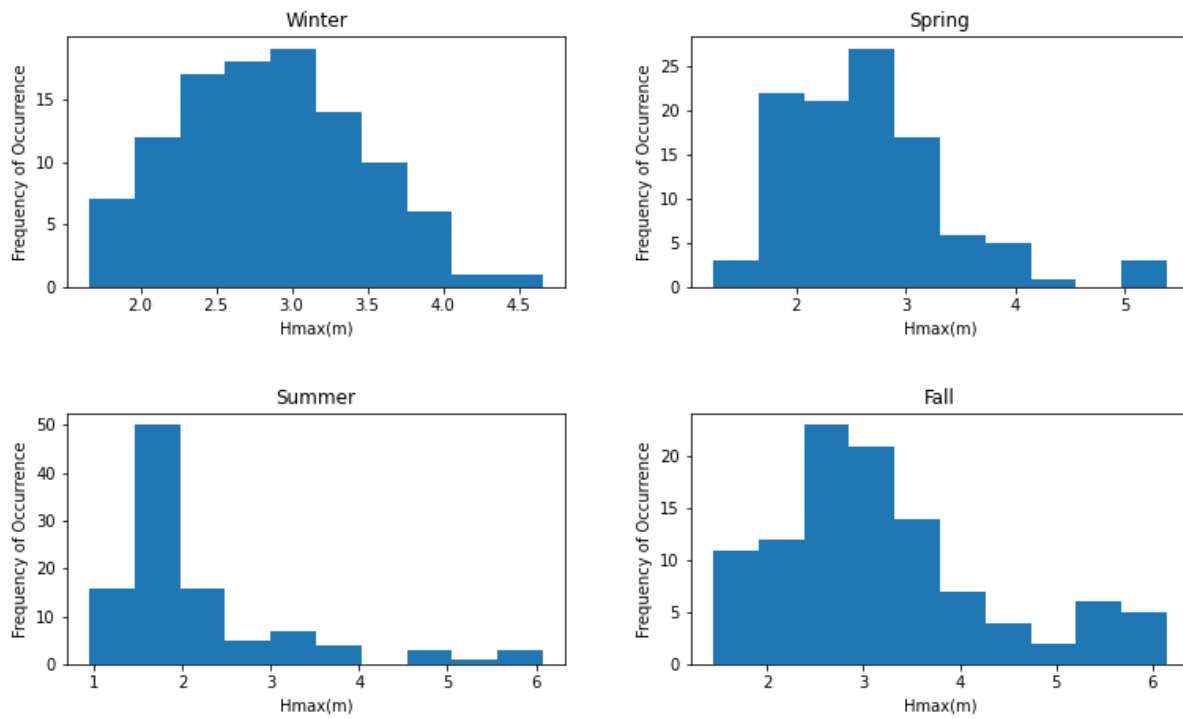 Winter
Frequency of Occurrence
15
10
5
0
2.0 2.5 3.0 3.5 4.0 4.5
Hmax(m)
Spring
Frequency of Occurrence
25
20
15
10
5
0
2 3 4 5
Hmax(m)
Summer
Frequency of Occurrence
50
40
30
20
10
0
1 2 3 4 5 6
Hmax(m)
Fall
Frequency of Occurrence
20
15
10
5
0
2 3 4 5 6
Hmax(m)